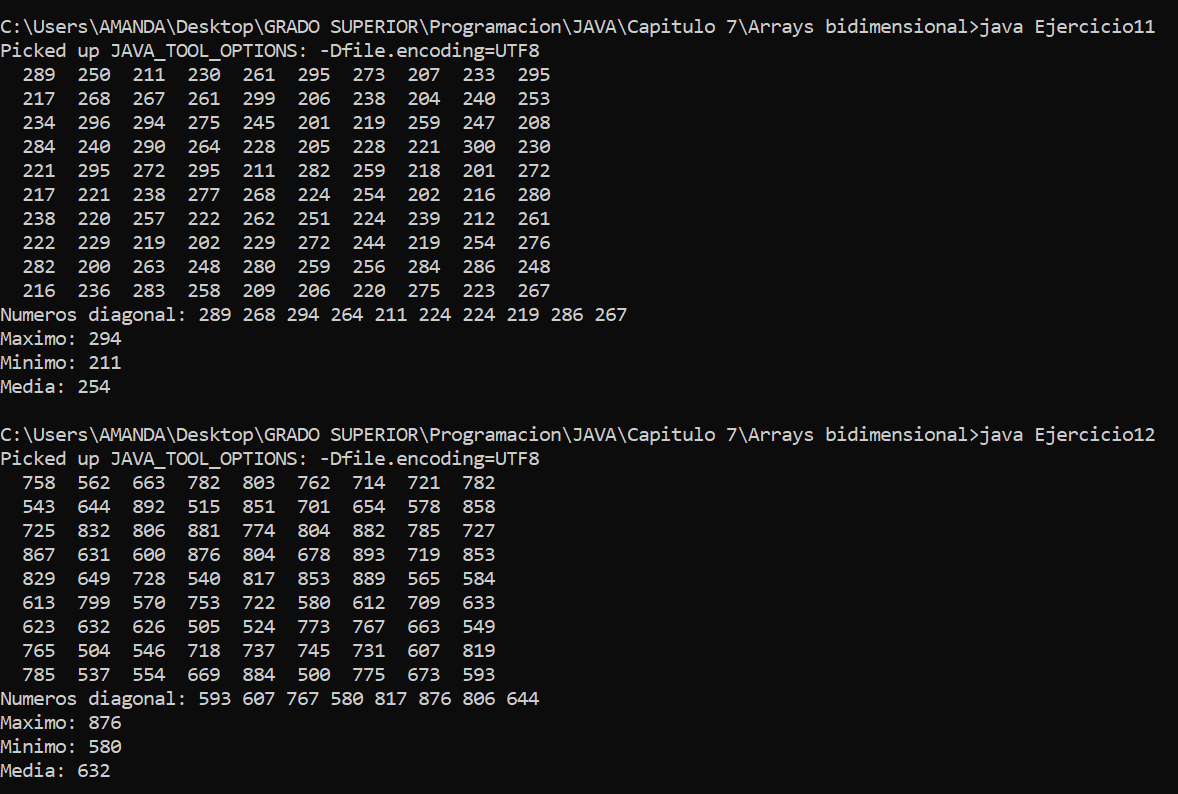 C:\Users\AMANDA\Desktop\GRADO SUPERIOR\Programacion\JAVA\Capitulo 7\Arrays bidimensional>java Ejercicio11
Picked up JAVA_TOOL_OPTIONS: -Dfile.encoding=UTF8
289 250 211 230 261 295 273 207 233 295
217 268 267 261 299 206 238 204 240 253
234 296 294 275 245 201 219 259 247 208
284 240 290 264 228 205 228 221 300 230
221 295 272 295 211 282 259 218 201 272
217 221 238 277 268 224 254 202 216 280
238 220 257 222 262 251 224 239 212 261
222 229 219 202 229 272 244 219 254 276
282 200 263 248 280 259 256 284 286 248
216 236 283 258 209 206 220 275 223 267
Numeros diagonal: 289 268 294 264 211 224 224 219 286 267
Maximo: 294
Minimo: 211
Media: 254
C:\Users\AMANDA\Desktop\GRADO SUPERIOR\Programacion\JAVA\Capitulo 7\Arrays bidimensional>java Ejercicio12
Picked up JAVA_TOOL_OPTIONS: -Dfile.encoding=UTF8
758 562 663 782 803 762 714 721 782
543 644 892 515 851 701 654 578 858
725 832 806 881 774 804 882 785 727
867 631 600 876 804 678 893 719 853
829 649 728 540 817 853 889 565 584
613 799 570 753 722 580 612 709 633
623 632 626 505 524 773 767 663 549
765 504 546 718 737 745 731 607 819
785 537 554 669 884 500 775 673 593
Numeros diagonal: 593 607 767 580 817 876 806 644
Maximo: 876
Minimo: 580
Media: 632